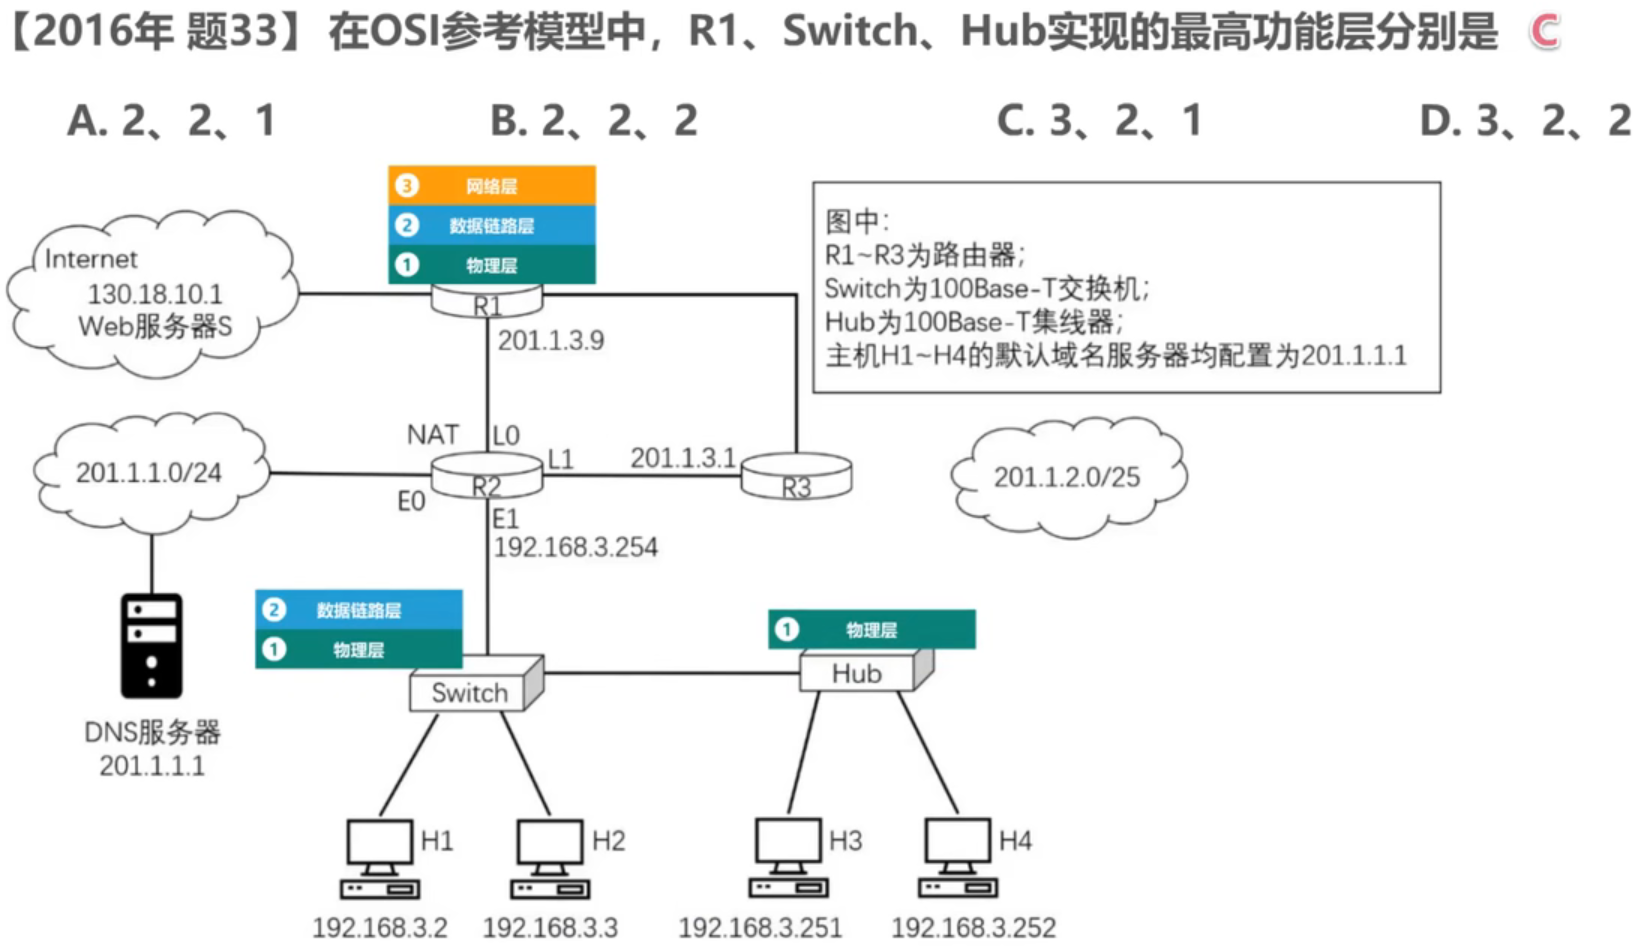 【2016年 题33】在OSI参考模型中，R1、Switch、Hub实现的最高功能层分别是 C
A. 2、2、1 B. 2、2、2 C. 3、2、1 D. 3、2、2
3 网络层
2 数据链路层
1 物理层
图中：
R1~R3为路由器；
Switch为100Base-T交换机；
Hub为100Base-T集线器；
主机H1~H4的默认域名服务器均配置为201.1.1.1
Internet
130.18.10.1
Web服务器S
R1
201.1.3.9
NAT
L0
201.1.1.0/24
R2
L1
201.1.3.1
R3
201.1.2.0/25
E0
E1
192.168.3.254
2 数据链路层
1 物理层
1 物理层
Switch
Hub
DNS服务器
201.1.1.1
H1
H2
H3
H4
192.168.3.2
192.168.3.3
192.168.3.251
192.168.3.252